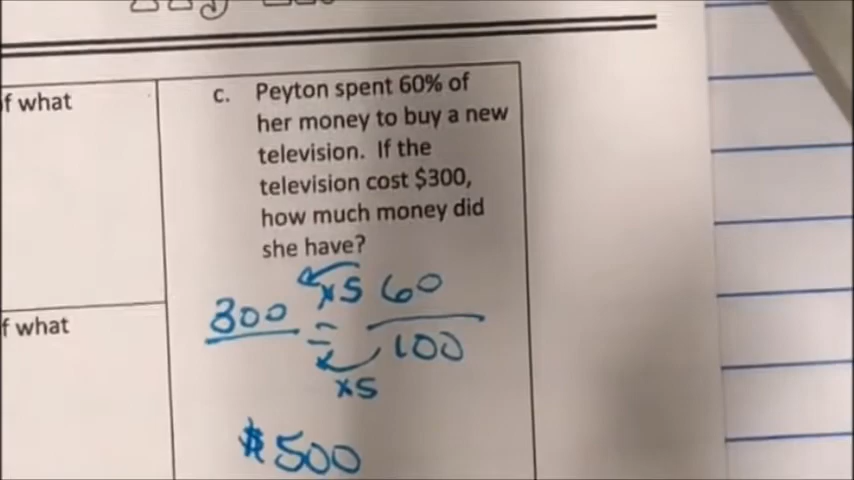 f what
c. Peyton spent 60% of
her money to buy a new
television. If the
television cost $300,
how much money did
she have?
f what
300 x5 60
= 100
x5
$500